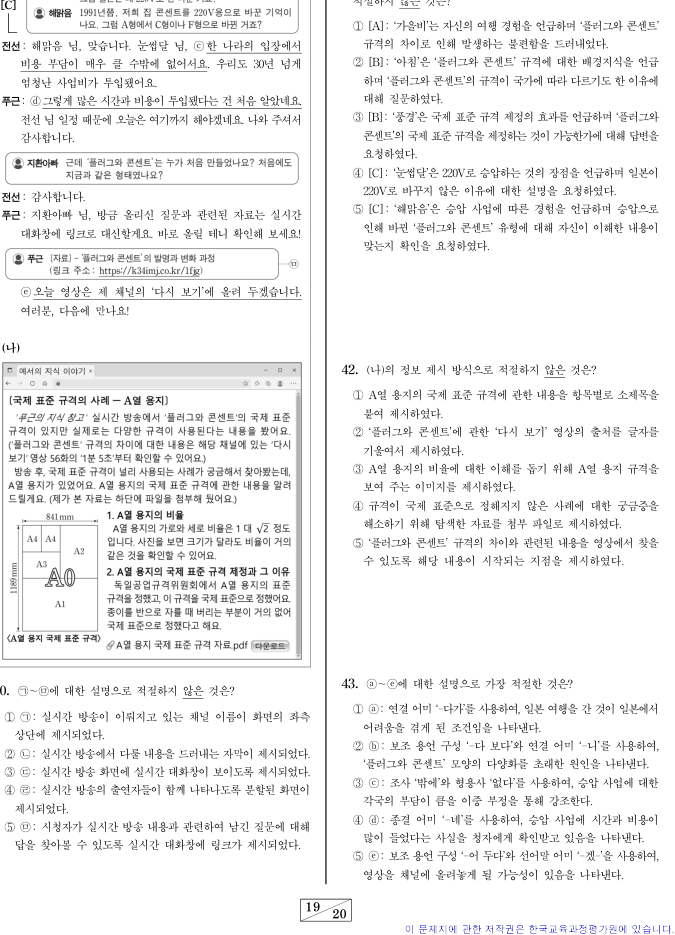 [C]
해맑음 1991년쯤, 저희 집 콘센트를 220V용으로 바꾼 기억이
나요. 그럼 A형에서 C형이나 F형으로 바뀐 거죠?
전선 : 해맑음 님, 맞습니다. 눈썹달 님, ⓒ한 나라의 입장에서
비용 부담이 매우 클 수밖에 없어서요. 우리도 30년 넘게
엄청난 사업비가 투입됐어요.
푸근 : ⓓ그렇게 많은 시간과 비용이 투입됐다는 건 처음 알았네요.
전선 님 일정 때문에 오늘은 여기까지 해야겠네요. 나와 주셔서
감사합니다.
지환아빠 근데 '플러그와 콘센트'는 누가 처음 만들었나요? 처음에도
지금과 같은 형태였나요?
전선 : 감사합니다.
푸근 : 지환아빠 님, 방금 올리신 질문과 관련된 자료는 실시간
대화창에 링크로 대신할게요. 바로 올릴 테니 확인해 보세요!
푸근 [자료] - '플러그와 콘센트'의 발명과 변화 과정
(링크 주소 : https://k34imj.co.kr/1fjg)
㉤
ⓔ오늘 영상은 제 채널의 '다시 보기'에 올려 두겠습니다.
여러분, 다음에 만나요!
(나)
예서의 지식 이야기 ×
[국제 표준 규격의 사례 - A열 용지]
'푸근의 지식 창고' 실시간 방송에서 '플러그와 콘센트'의 국제 표준
규격이 있지만 실제로는 다양한 규격이 사용된다는 내용을 봤어요.
('플러그와 콘센트' 규격의 차이에 대한 내용은 해당 채널에 있는 '다시
보기' 영상 56화의 '1분 5초'부터 확인할 수 있어요.)
방송 후, 국제 표준 규격이 널리 사용되는 사례가 궁금해서 찾아봤는데,
A열 용지가 있었어요. A열 용지의 국제 표준 규격에 관한 내용을 알려
드릴게요. (제가 본 자료는 하단에 파일을 첨부해 뒀어요.)
841mm
1189mm
A4 A4
A2
A3
A0
A1
<A열 용지 국제 표준 규격>
1. A열 용지의 비율
A열 용지의 가로와 세로 비율은 1 대 √2 정도
입니다. 사진을 보면 크기가 달라도 비율이 거의
같은 것을 확인할 수 있어요.
2. A열 용지의 국제 표준 규격 제정과 그 이유
독일공업규격위원회에서 A열 용지의 표준
규격을 정했고, 이 규격을 국제 표준으로 정했어요.
종이를 반으로 자를 때 버리는 부분이 거의 없어
국제 표준으로 정했다고 해요.
A열 용지 국제 표준 규격 자료.pdf 다운로드
0. ㉠~㉤에 대한 설명으로 적절하지 않은 것은?
① ㉠: 실시간 방송이 이뤄지고 있는 채널 이름이 화면의 좌측
상단에 제시되었다.
② ㉡: 실시간 방송에서 다룰 내용을 드러내는 자막이 제시되었다.
③ ㉢: 실시간 방송 화면에 실시간 대화창이 보이도록 제시되었다.
④ ㉣: 실시간 방송의 출연자들이 함께 나타나도록 분할된 화면이
제시되었다.
⑤ ㉤: 시청자가 실시간 방송 내용과 관련하여 남긴 질문에 대해
답을 찾아볼 수 있도록 실시간 대화창에 링크가 제시되었다.
적절하지 않은 것은?
① [A]: '가을비'는 자신의 여행 경험을 언급하며 '플러그와 콘센트'
규격의 차이로 인해 발생하는 불편함을 드러내었다.
② [B]: '아침'은 '플러그와 콘센트' 규격에 대한 배경지식을 언급
하며 '플러그와 콘센트'의 규격이 국가에 따라 다르기도 한 이유에
대해 질문하였다.
③ [B]: '풍경'은 국제 표준 규격 제정의 효과를 언급하며 '플러그와
콘센트'의 국제 표준 규격을 제정하는 것이 가능한가에 대해 답변을
요청하였다.
④ [C]: '눈썹달'은 220V로 승압하는 것의 장점을 언급하며 일본이
220V로 바꾸지 않은 이유에 대한 설명을 요청하였다.
⑤ [C]: '해맑음'은 승압 사업에 따른 경험을 언급하며 승압으로
인해 바뀐 '플러그와 콘센트' 유형에 대해 자신이 이해한 내용이
맞는지 확인을 요청하였다.
42. (나)의 정보 제시 방식으로 적절하지 않은 것은?
① A열 용지의 국제 표준 규격에 관한 내용을 항목별로 소제목을
붙여 제시하였다.
② '플러그와 콘센트'에 관한 '다시 보기' 영상의 출처를 글자를
기울여서 제시하였다.
③ A열 용지의 비율에 대한 이해를 돕기 위해 A열 용지 규격을
보여 주는 이미지를 제시하였다.
④ 규격이 국제 표준으로 정해지지 않은 사례에 대한 궁금증을
해소하기 위해 탐색한 자료를 첨부 파일로 제시하였다.
⑤ '플러그와 콘센트' 규격의 차이와 관련된 내용을 영상에서 찾을
수 있도록 해당 내용이 시작되는 지점을 제시하였다.
43. ⓐ~ⓔ에 대한 설명으로 가장 적절한 것은?
① ⓐ: 연결 어미 '-다가'를 사용하여, 일본 여행을 간 것이 일본에서
어려움을 겪게 된 조건임을 나타낸다.
② ⓑ: 보조 용언 구성 '-다 보다'와 연결 어미 '-니'를 사용하여,
'플러그와 콘센트' 모양의 다양화를 초래한 원인을 나타낸다.
③ ⓒ: 조사 '밖에'와 형용사 '없다'를 사용하여, 승압 사업에 대한
각국의 부담이 큼을 이중 부정을 통해 강조한다.
④ ⓓ: 종결 어미 '-네'를 사용하여, 승압 사업에 시간과 비용이
많이 들었다는 사실을 청자에게 확인받고 있음을 나타낸다.
⑤ ⓔ: 보조 용언 구성 '-어 두다'와 선어말 어미 '-겠-'을 사용하여,
영상을 채널에 올려놓게 될 가능성이 있음을 나타낸다.
19
20
이 문제지에 관한 저작권은 한국교육과정평가원에 있습니다.